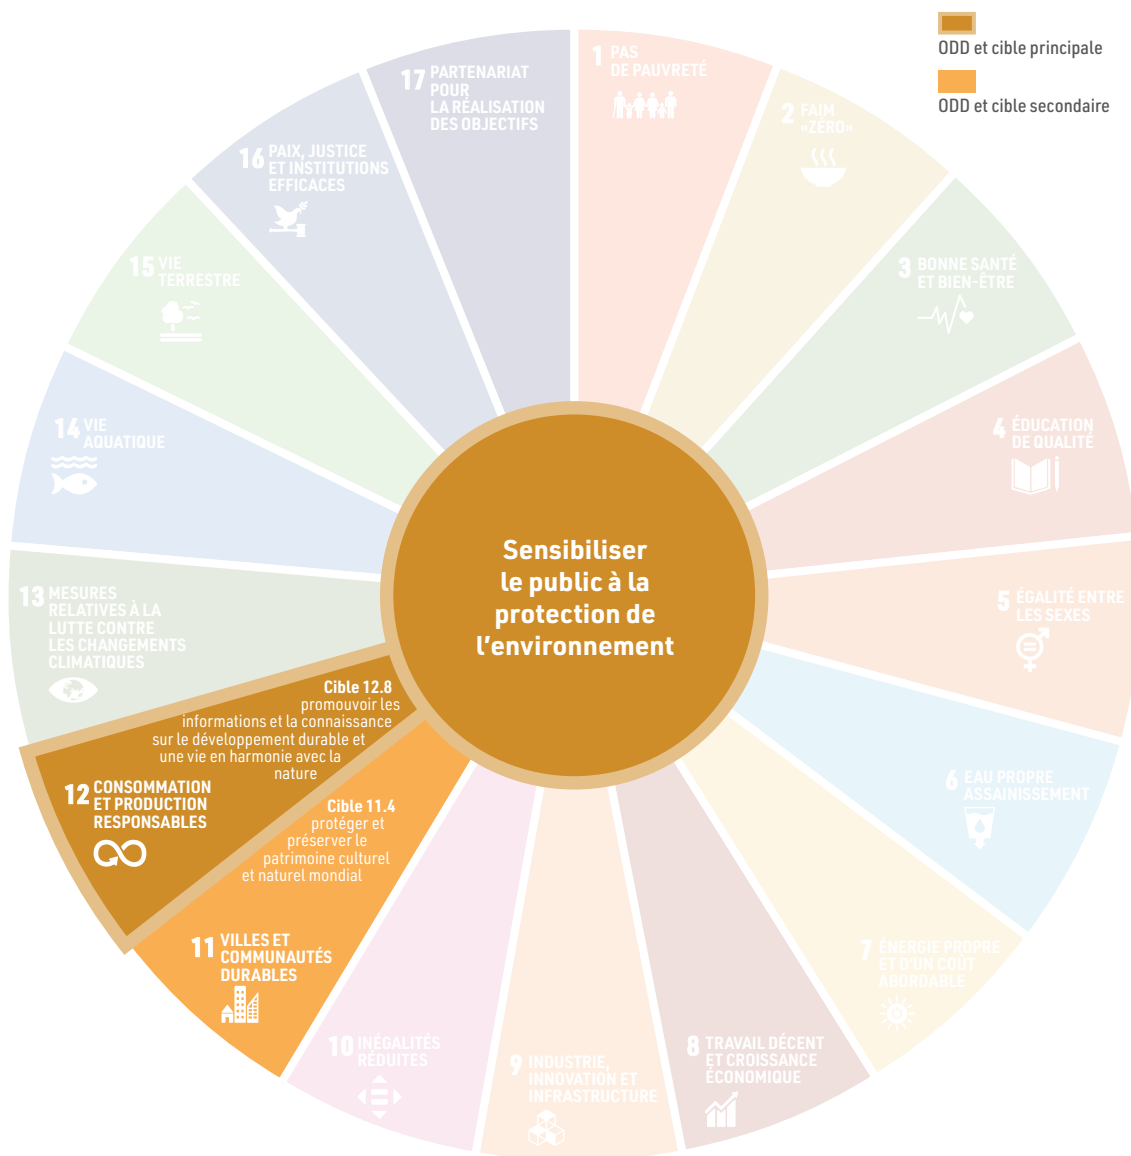 ODD et cible principale
ODD et cible secondaire
1 PAS
DE PAUVRETÉ
2 FAIM
«ZÉRO»
3 BONNE SANTÉ
ET BIEN-ÊTRE
4 ÉDUCATION
DE QUALITÉ
5 ÉGALITÉ ENTRE
LES SEXES
6 EAU PROPRE
ASSAINISSEMENT
7 ÉNERGIE PROPRE
ET D'UN COÛT
ABORDABLE
8 TRAVAIL DÉCENT
ET CROISSANCE
ÉCONOMIQUE
9 INDUSTRIE,
INNOVATION ET
INFRASTRUCTURE
10 INÉGALITÉS
RÉDUITES
11 VILLES ET
COMMUNAUTÉS
DURABLES
Cible 11.4
protéger et
préserver le
patrimoine culturel
et naturel mondial
12 CONSOMMATION
ET PRODUCTION
RESPONSABLES
Cible 12.8
promouvoir les
informations et la connaissance
sur le développement durable et
une vie en harmonie avec la
nature
13 MESURES
RELATIVES À LA
LUTTE CONTRE
LES CHANGEMENTS
CLIMATIQUES
14 VIE
AQUATIQUE
15 VIE
TERRESTRE
16 PAIX, JUSTICE
ET INSTITUTIONS
EFFICACES
17 PARTENARIAT
POUR
LA RÉALISATION
DES OBJECTIFS
Sensibiliser
le public à la
protection de
l'environnement